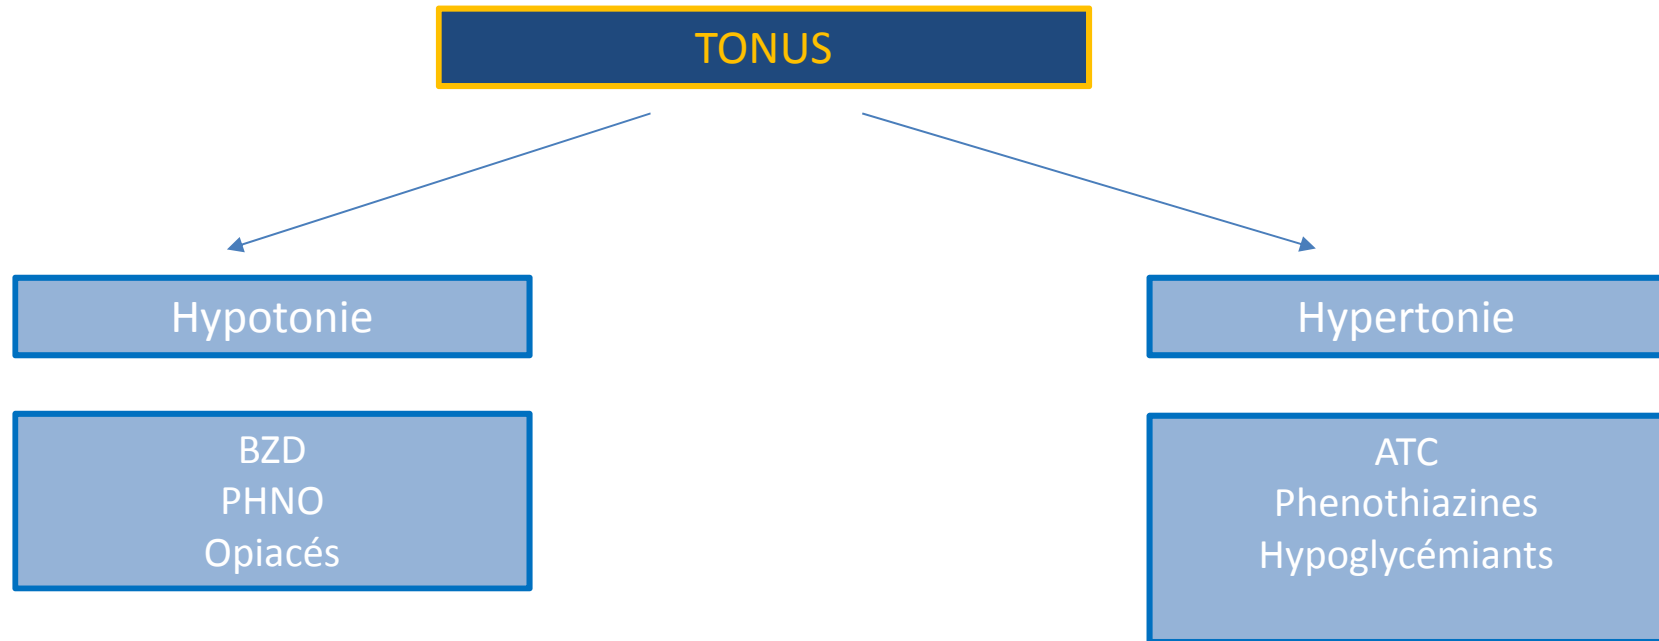 TONUS
Hypotonie
Hypertonie
BZD
PHNO
Opiacés
ATC
Phenothiazines
Hypoglycémiants